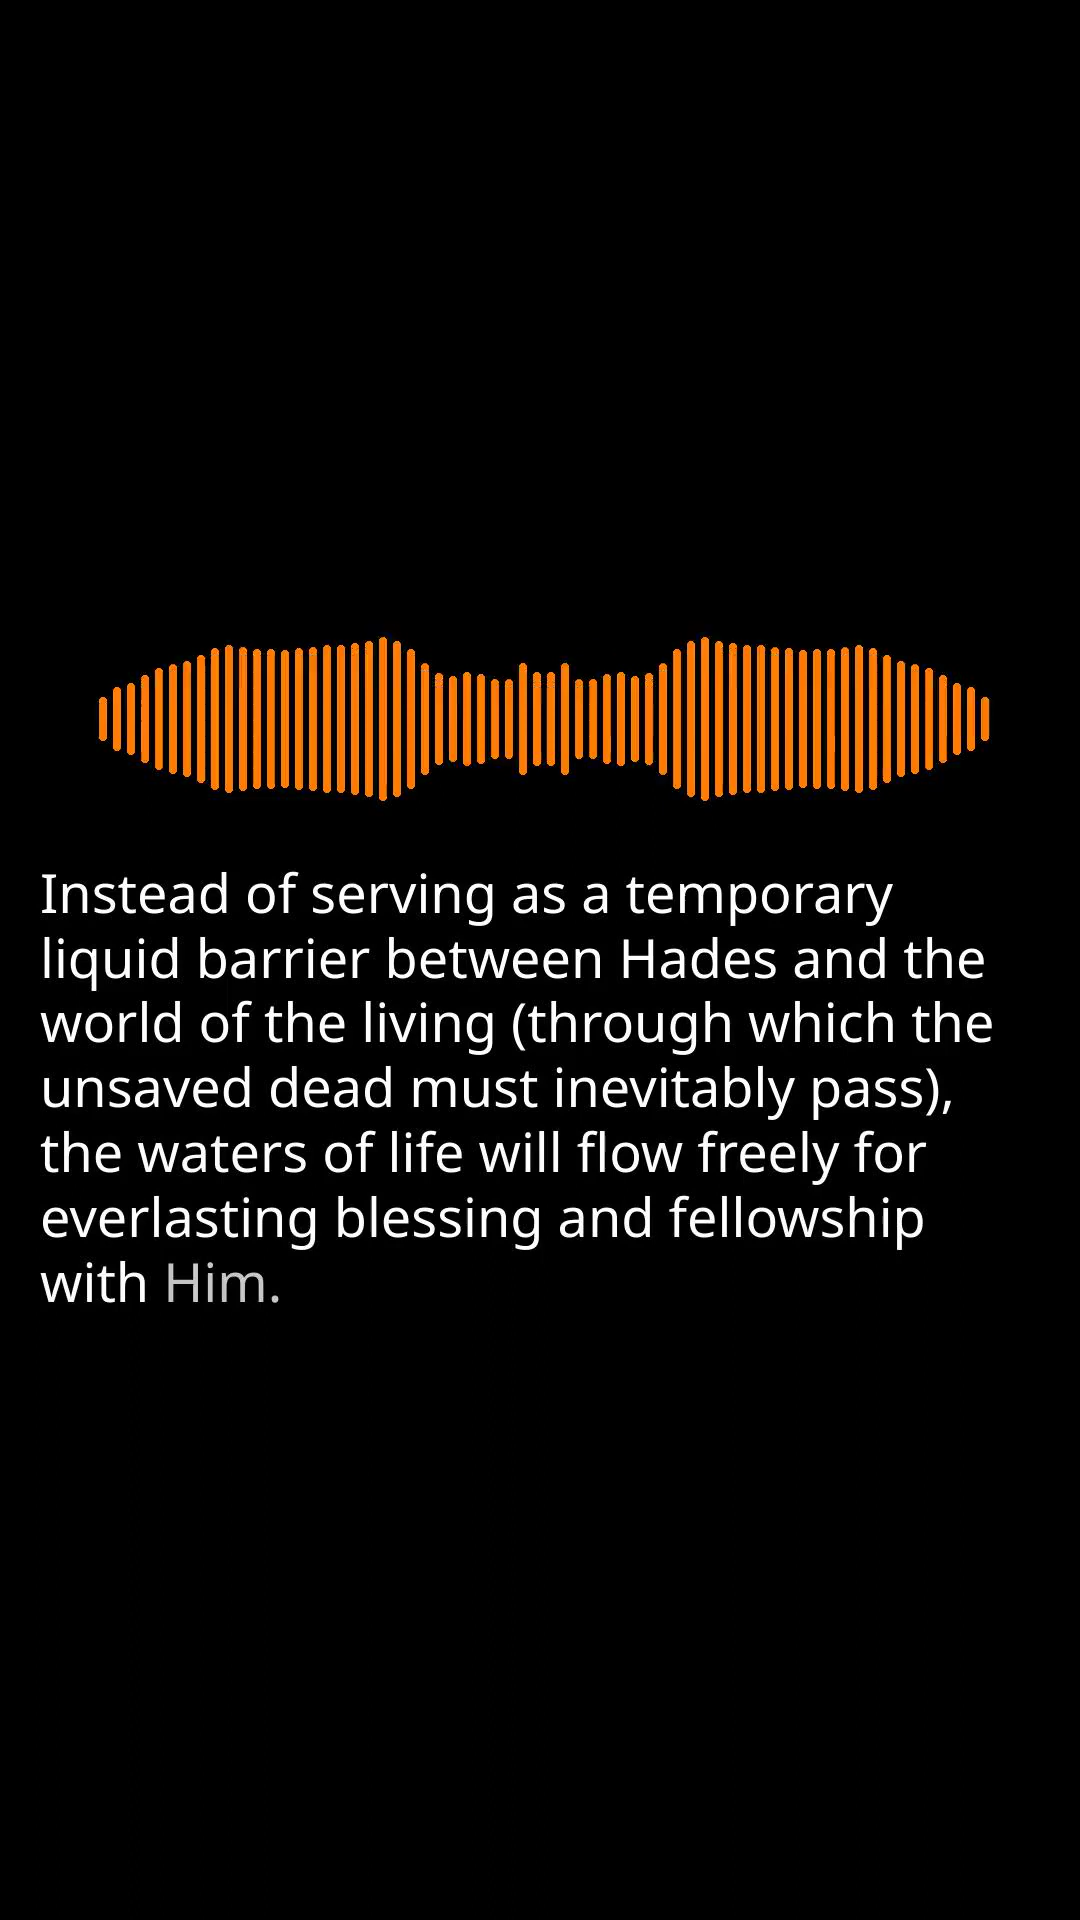 Instead of serving as a temporary
liquid barrier between Hades and the
world of the living (through which the
unsaved dead must inevitably pass),
the waters of life will flow freely for
everlasting blessing and fellowship
with Him.